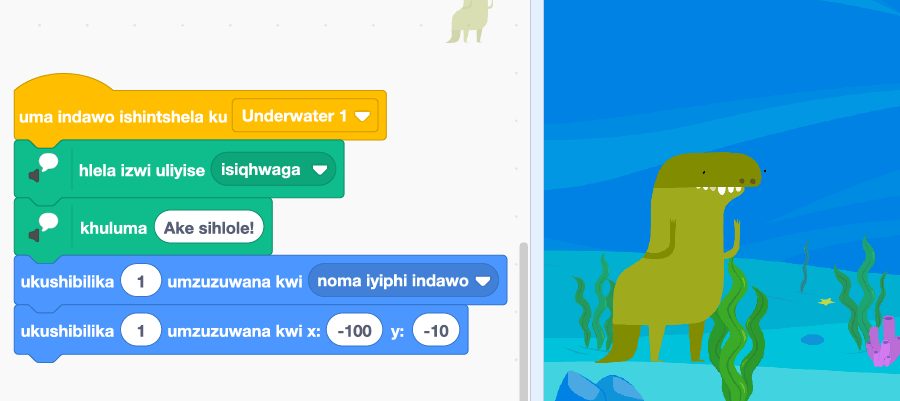 uma indawo ishintshela ku Underwater 1
hlela izwi uliyise isiqhwaga
khuluma Ake sihlole!
ukushibilika 1 umzuzuwana kwi noma iyiphi indawo
ukushibilika 1 umzuzuwana kwi x: -100 y: -10